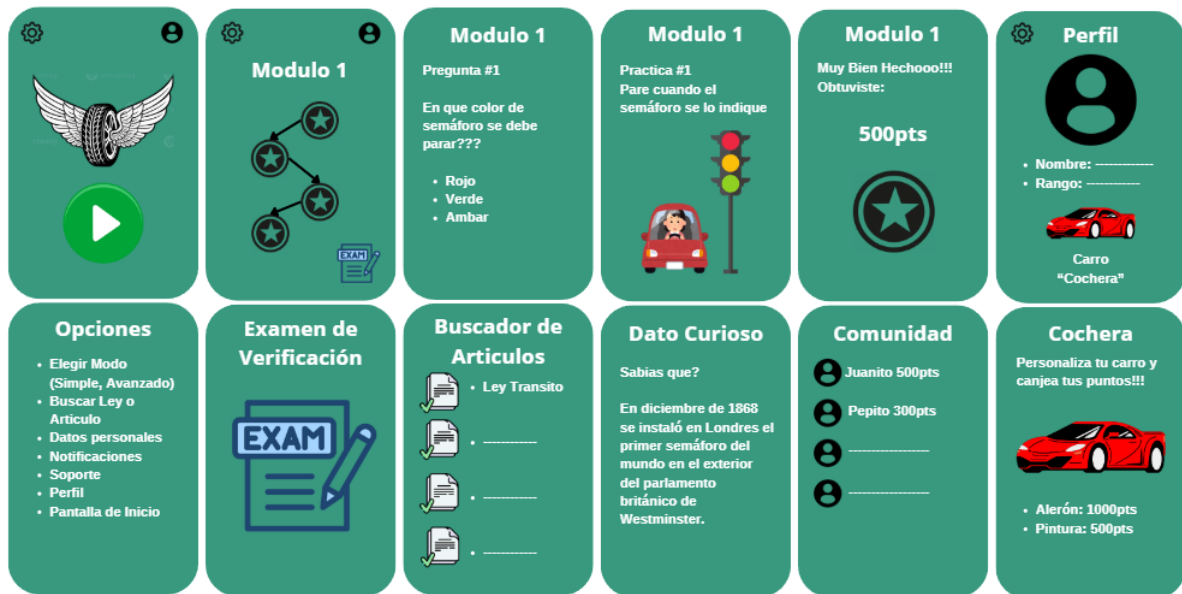 Modulo 1
Modulo 1
Pregunta #1
En que color de
semáforo se debe
parar???
• Rojo
• Verde
• Ambar
Modulo 1
Practica #1
Pare cuando el
semáforo se lo indique
Modulo 1
Muy Bien Hechooo!!!
Obtuviste:
500pts
Perfil
• Nombre: -------------
• Rango: ------------
Carro
“Cochera”
Opciones
• Elegir Modo
(Simple, Avanzado)
• Buscar Ley o
Articulo
• Datos personales
• Notificaciones
• Soporte
• Perfil
• Pantalla de Inicio
Examen de
Verificación
EXAM
Buscador de
Articulos
• Ley Transito
• ------------
• ------------
• ------------
Dato Curioso
Sabias que?
En diciembre de 1868
se instaló en Londres el
primer semáforo del
mundo en el exterior
del parlamento
británico de
Westminster.
Comunidad
Juanito 500pts
Pepito 300pts
------------------
------------------
Cochera
Personaliza tu carro y
canjea tus puntos!!!
• Alerón: 1000pts
• Pintura: 500pts
EXAM